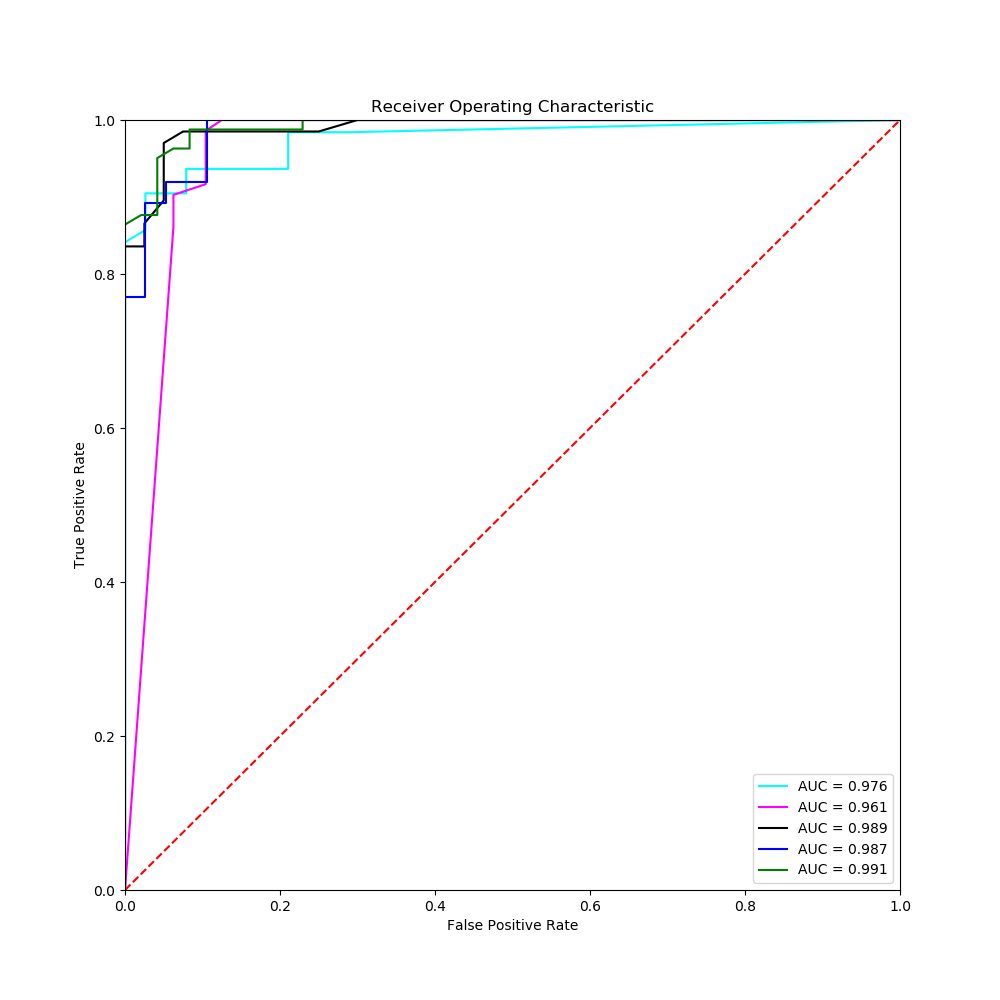 Receiver Operating Characteristic
1.0
0.8
0.6
0.4
0.2
0.0
True Positive Rate
0.0 0.2 0.4 0.6 0.8 1.0
False Positive Rate
AUC = 0.976
AUC = 0.961
AUC = 0.989
AUC = 0.987
AUC = 0.991